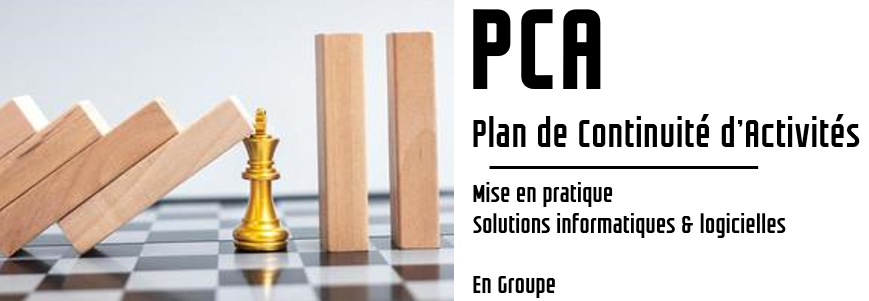 PCA
Plan de Continuité d'Activités
Mise en pratique
Solutions informatiques & logicielles
En Groupe